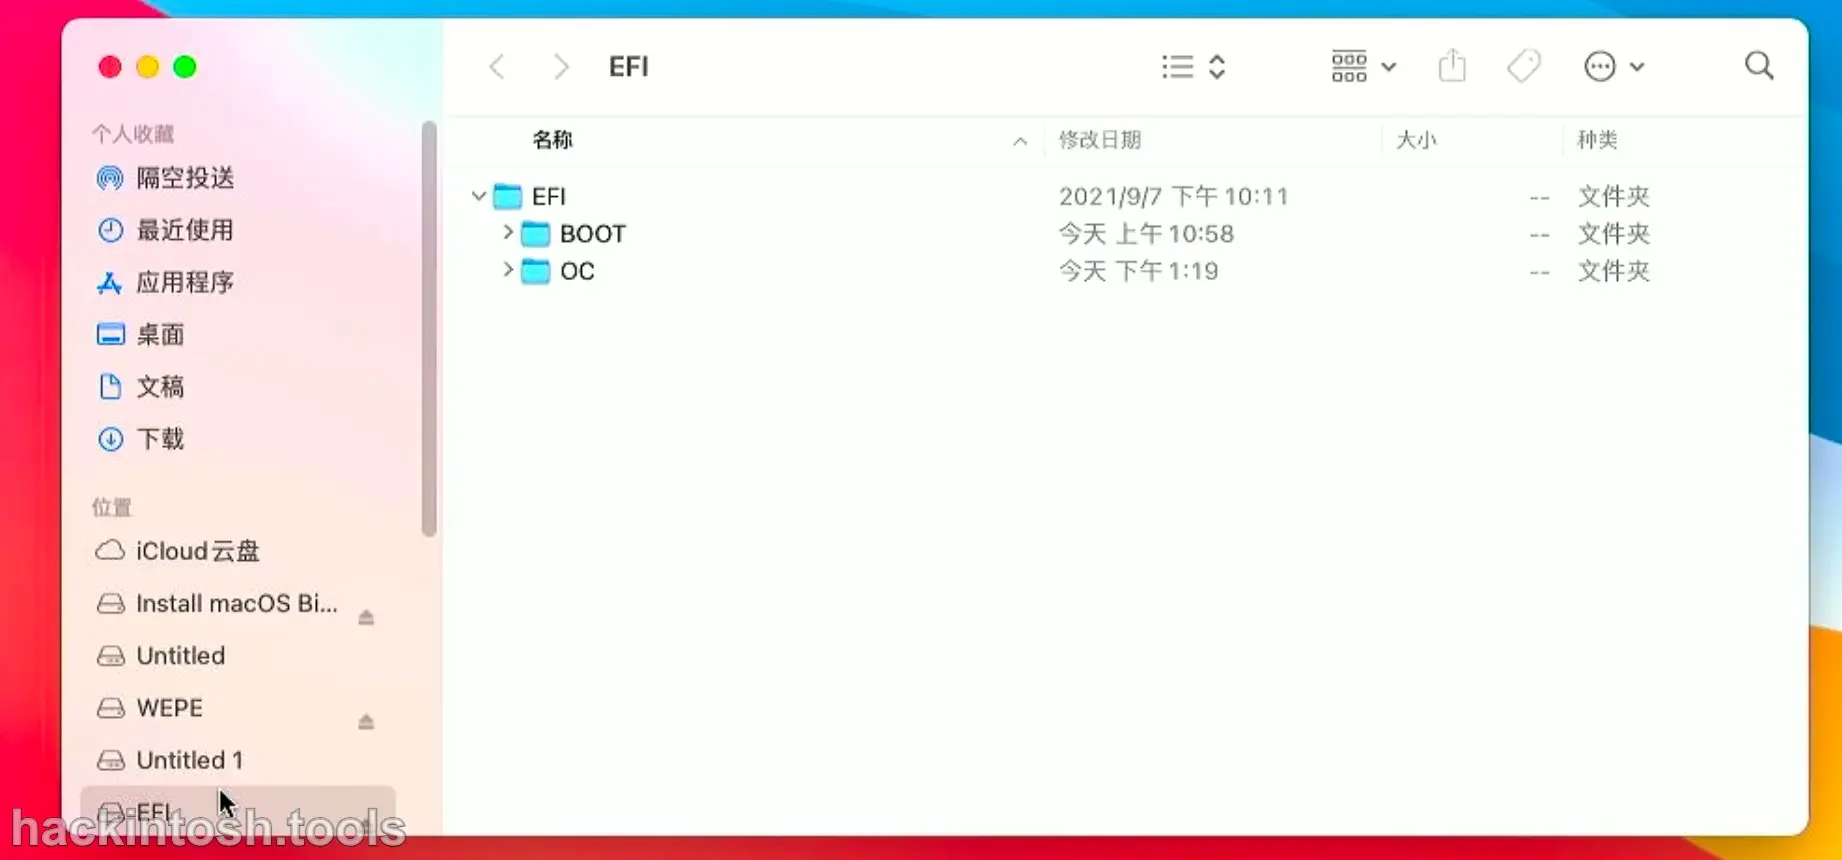 EFI
个人收藏
隔空投送
最近使用
应用程序
桌面
文稿
下载
位置
iCloud云盘
Install macOS Bi...
Untitled
WEPE
Untitled 1
EFI
名称 修改日期 大小 种类
EFI 2021/9/7 下午10:11 -- 文件夹
BOOT 今天 上午10:58 -- 文件夹
OC 今天 下午1:19 -- 文件夹
hackintosh.tools